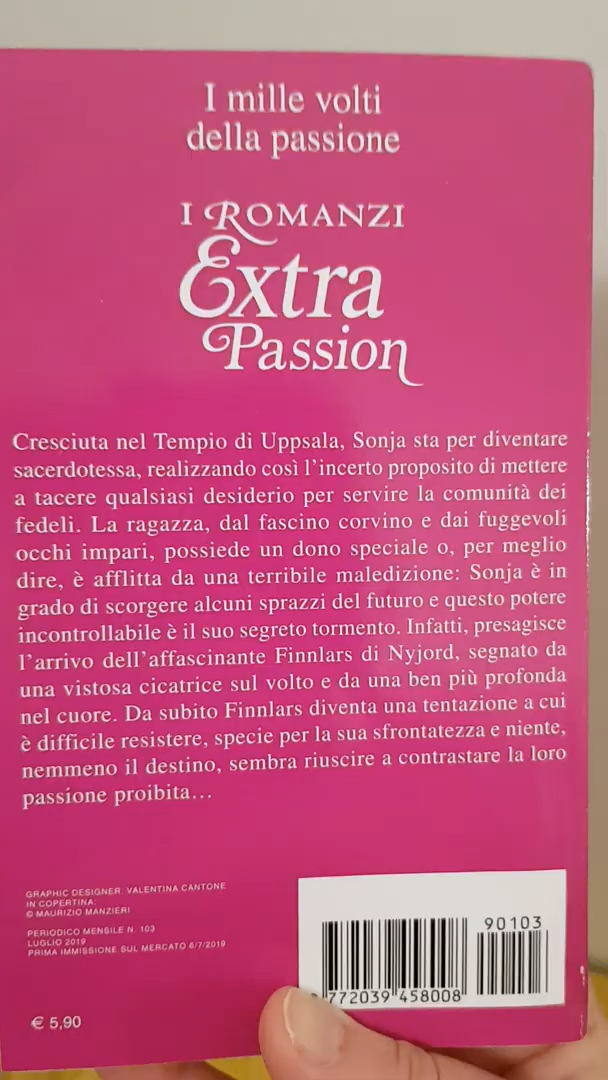 I mille volti
della passione
I ROMANZI
Extra
Passion
Cresciuta nel Tempio di Uppsala, Sonja sta per diventare
sacerdotessa, realizzando così l'incerto proposito di mettere
a tacere qualsiasi desiderio per servire la comunità dei
fedeli. La ragazza, dal fascino corvino e dai fuggevoli
occhi impari, possiede un dono speciale o, per meglio
dire, è afflitta da una terribile maledizione: Sonja è in
grado di scorgere alcuni sprazzi del futuro e questo potere
incontrollabile è il suo segreto tormento. Infatti, presagisce
l'arrivo dell'affascinante Finnlars di Nyjord, segnato da
una vistosa cicatrice sul volto e da una ben più profonda
nel cuore. Da subito Finnlars diventa una tentazione a cui
è difficile resistere, specie per la sua sfrontatezza e niente,
nemmeno il destino, sembra riuscire a contrastare la loro
passione proibita...
GRAPHIC DESIGNER: VALENTINA CANTONE
IN COPERTINA:
© MAURIZIO MANZIERI
PERIODICO MENSILE N. 103
LUGLIO 2019
PRIMA IMMISSIONE SUL MERCATO 6/7/2019
€ 5,90
90103
772039 458008